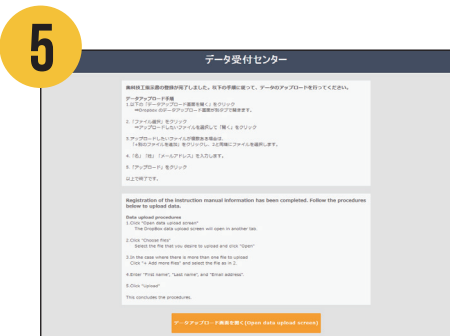 5
データ受付センター
歯科技工指示書の登録が完了しました。以下の手順に従って、データのアップロードを行ってください。
データアップロード手順
1.以下の「データアップロード画面を開く」をクリック
⇒Dropbox のデータアップロード画面が別タブで開きます。
2.「ファイル選択」をクリック
⇒アップロードしたいファイルを選択して「開く」をクリック
3.アップロードしたいファイルが複数ある場合は、
「+別のファイルを追加」をクリックし、2と同様にファイルを選択します。
4.「名」「姓」「メールアドレス」を入力します。
5.「アップロード」をクリック
以上で終了です。
Registration of the instruction manual information has been completed. Follow the procedures
below to upload data.
Data upload procedures
1.Click "Open data upload screen"
The DropBox data upload screen will open in another tab.
2.Click "Choose files"
Select the file that you desire to upload and click "Open"
3.In the case where there is more than one file to upload
Click "+ Add more files" and select the file as in 2.
4.Enter "First name", "Last name", and "Email address".
5.Click "Upload"
This concludes the procedures.
データアップロード画面を開く(Open data upload screen)